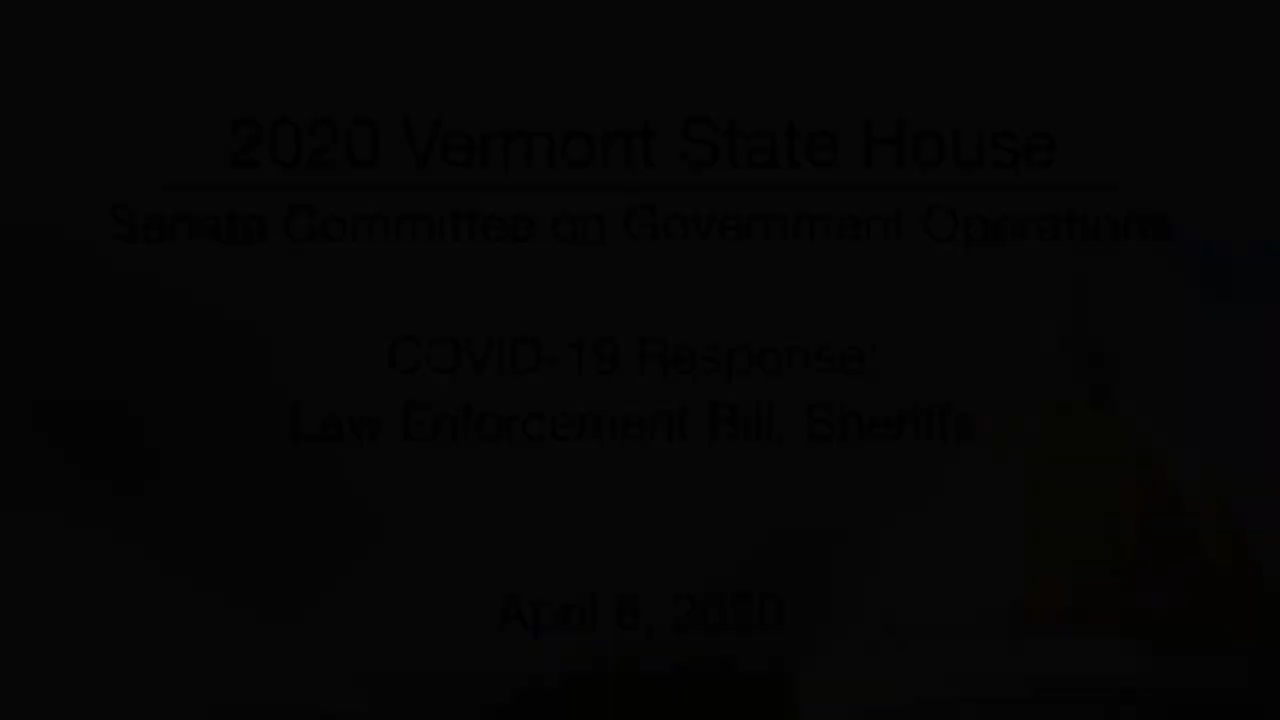 2020 Vermont State House
Senate Committee on Government Operations
COVID-19 Response:
Law Enforcement Bill, Sheriffs
April 8, 2020